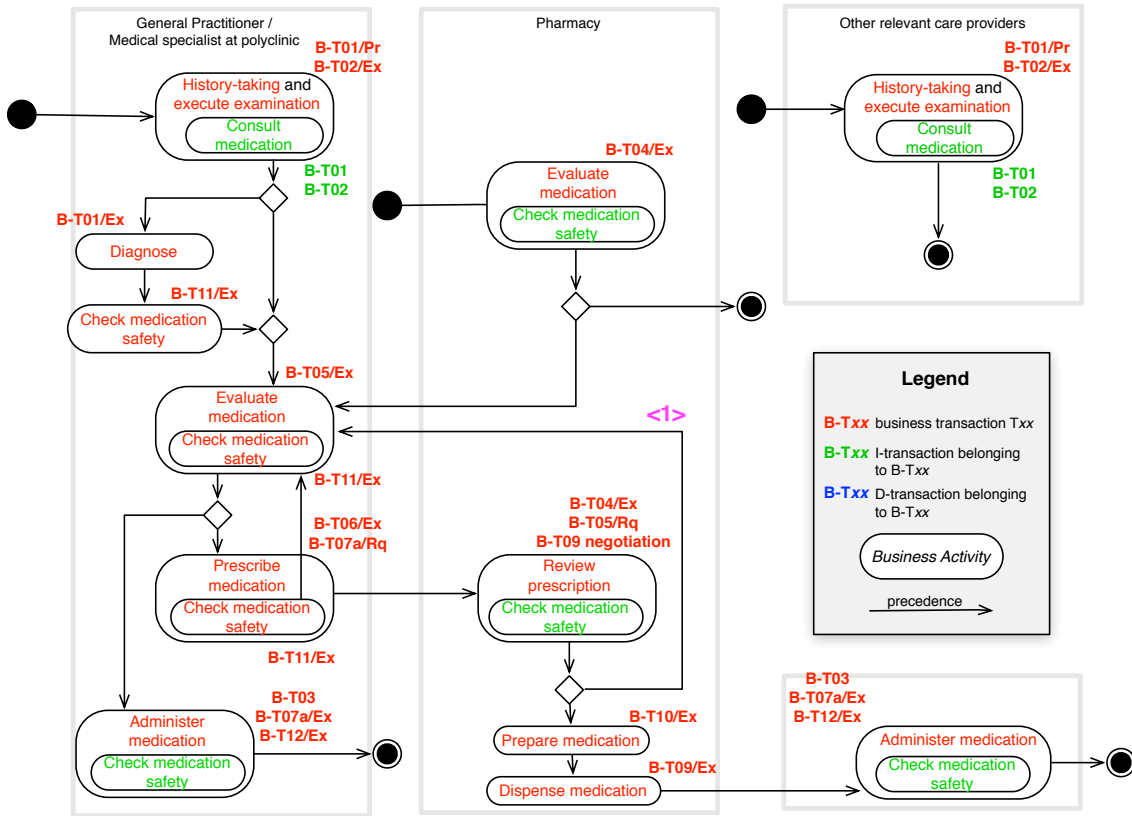 General Practitioner /
Medical specialist at polyclinic
B-T01/Pr
B-T02/Ex
History-taking and
execute examination
Consult
medication
B-T01
B-T02
B-T01/Ex
Diagnose
B-T11/Ex
Check medication
safety
B-T05/Ex
Evaluate
medication
Check medication
safety
B-T11/Ex
B-T06/Ex
B-T07a/Rq
Prescribe
medication
Check medication
safety
B-T11/Ex
B-T03
B-T07a/Ex
B-T12/Ex
Administer
medication
Check medication
safety
Pharmacy
B-T04/Ex
Evaluate
medication
Check medication
safety
<1>
B-T04/Ex
B-T05/Rq
B-T09 negotiation
Review
prescription
Check medication
safety
B-T10/Ex
Prepare medication
B-T09/Ex
Dispense medication
Other relevant care providers
B-T01/Pr
B-T02/Ex
History-taking and
execute examination
Consult
medication
B-T01
B-T02
Legend
B-Txx business transaction Txx
B-Txx I-transaction belonging
to B-Txx
B-Txx D-transaction belonging
to B-Txx
Business Activity
precedence
B-T03
B-T07a/Ex
B-T12/Ex
Administer medication
Check medication
safety